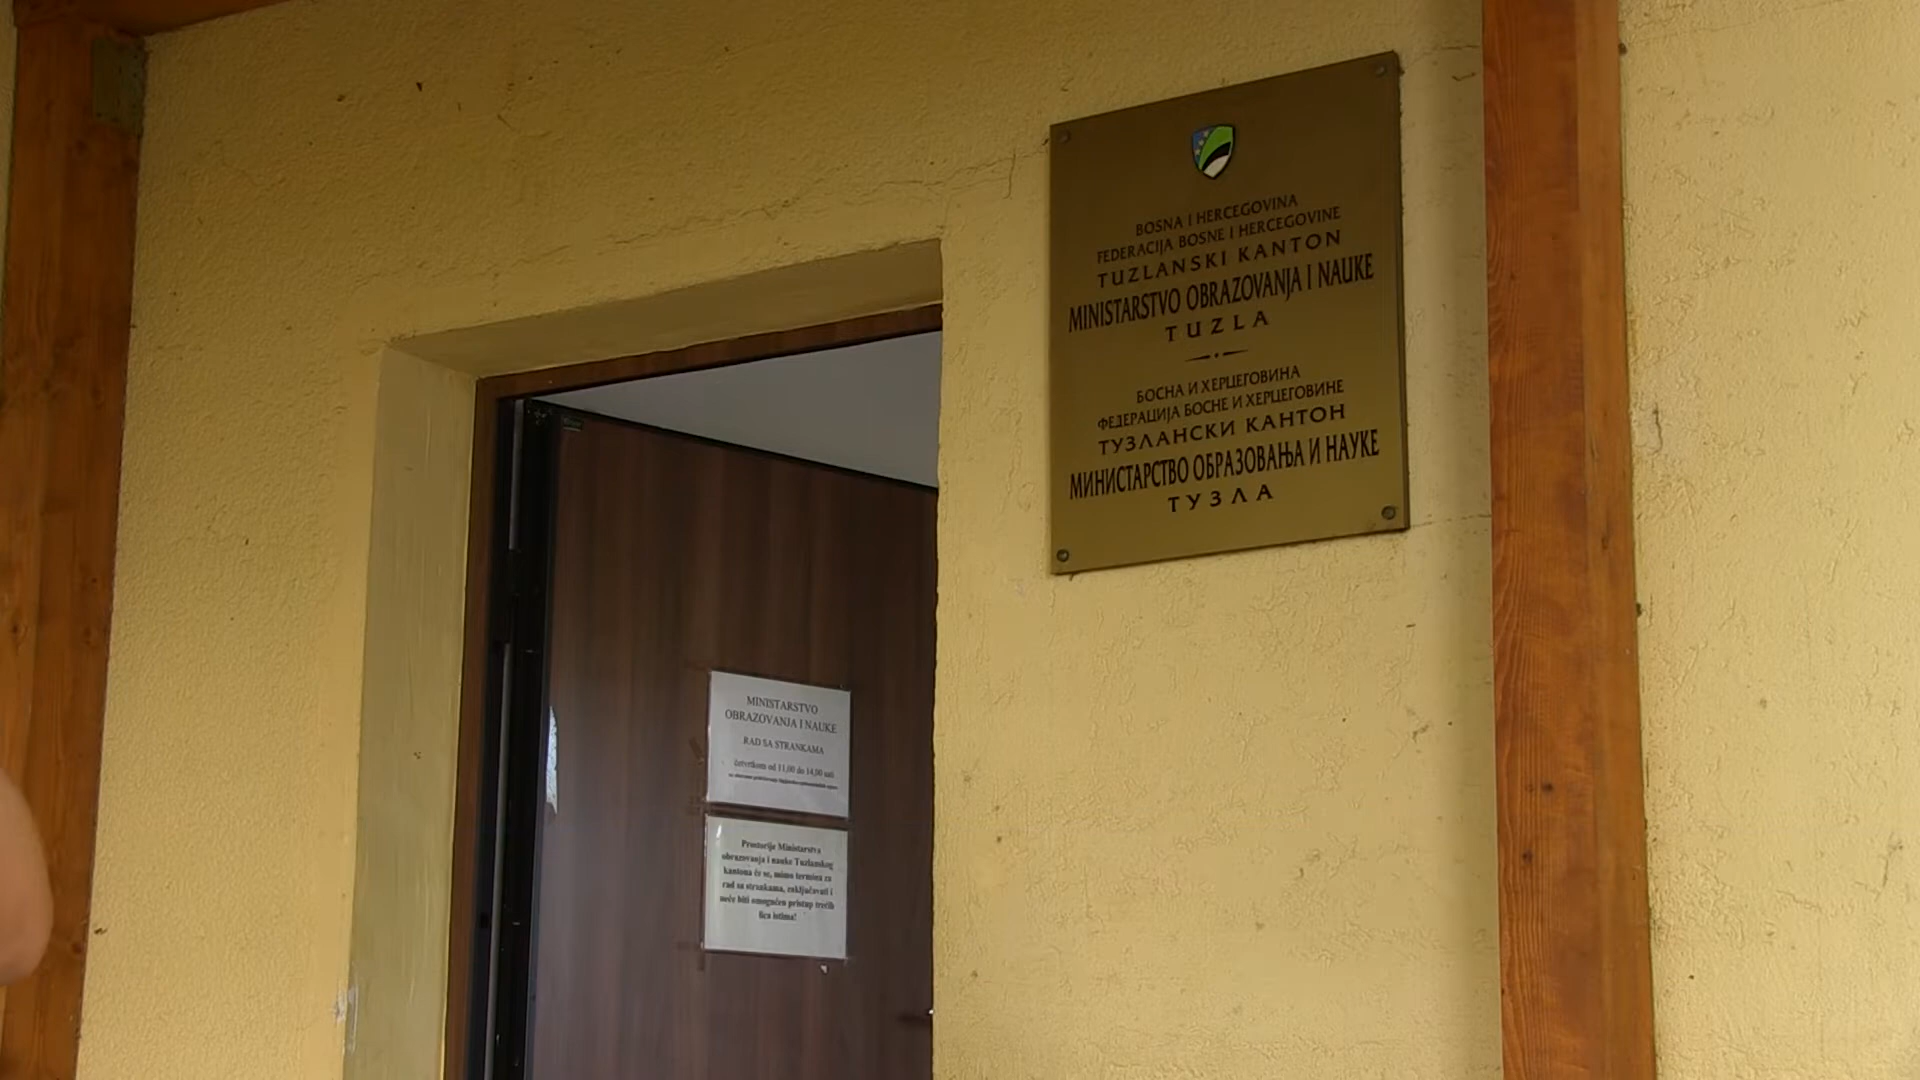 BOSNA I HERCEGOVINA
FEDERACIJA BOSNE I HERCEGOVINE
TUZLANSKI KANTON
MINISTARSTVO OBRAZOVANJA I NAUKE
TUZLA
БОСНА И ХЕРЦЕГОВИНА
ФЕДЕРАЦИЈА БОСНЕ И ХЕРЦЕГОВИНЕ
ТУЗЛАНСКИ КАНТОН
МИНИСТАРСТВО ОБРАЗОВАЊА И НАУКЕ
ТУЗЛА
MINISTARSTVO
OBRAZOVANJA I NAUKE
RAD SA STRANKAMA
četvrtkom od 11,00 do 14,00 sati
Prostorije Ministarstva
obrazovanja i nauke Tuzlanskog
kantona će se, mimo termina za
rad sa strankama, zaključavati i
neće biti omogućen pristup trećih
lica istima!